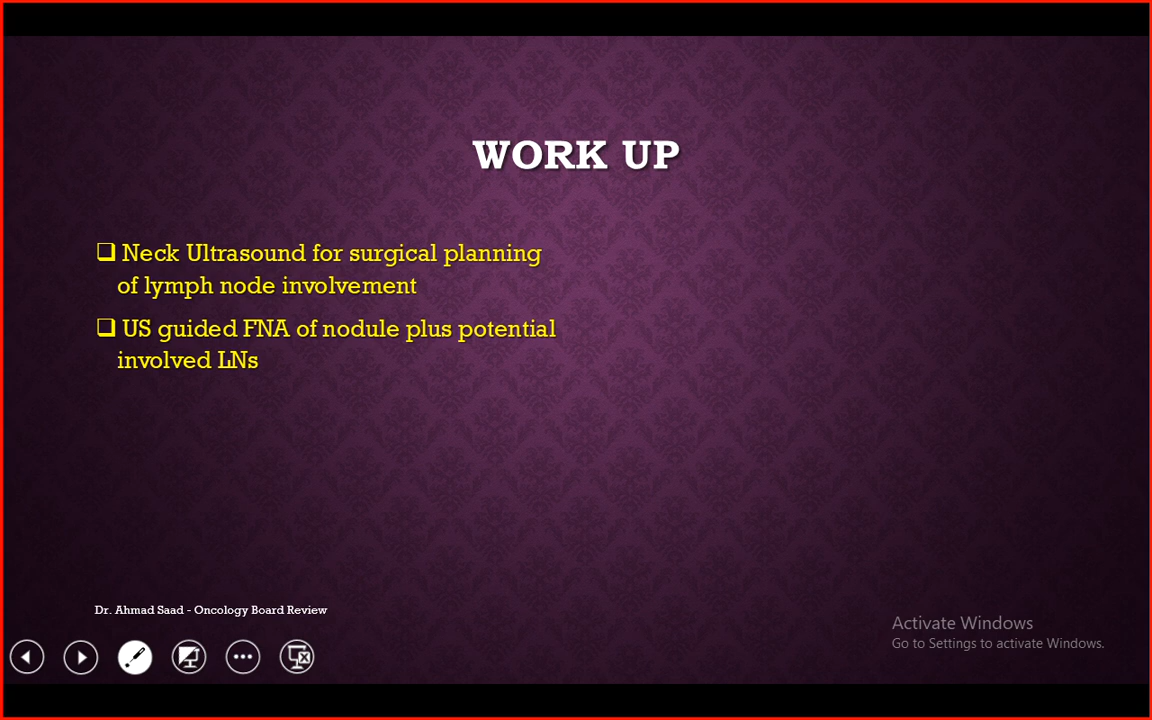 WORK UP
❑ Neck Ultrasound for surgical planning
of lymph node involvement
❑ US guided FNA of nodule plus potential
involved LNs
Dr. Ahmad Saad - Oncology Board Review
Activate Windows
Go to Settings to activate Windows.